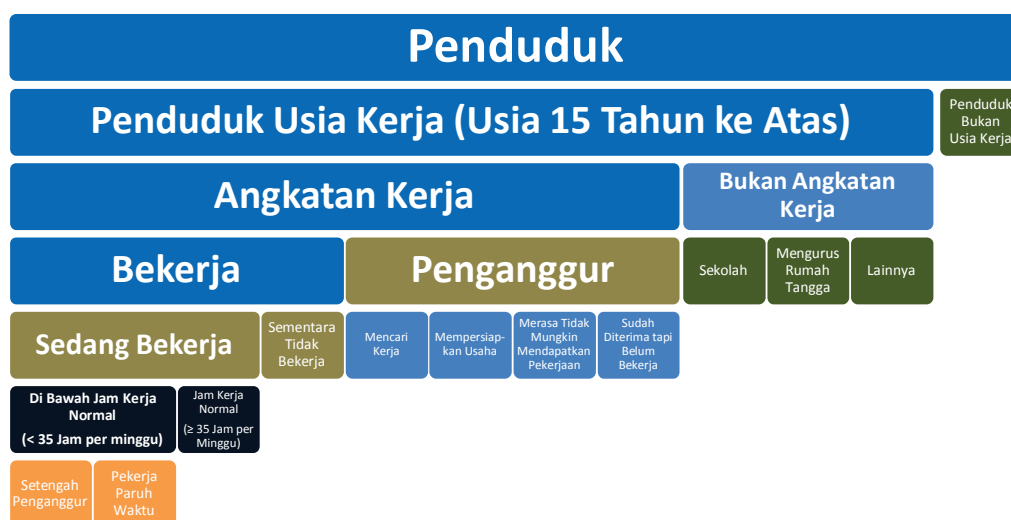 Penduduk
Penduduk Usia Kerja (Usia 15 Tahun ke Atas)
Penduduk
Bukan
Usia Kerja
Angkatan Kerja
Bukan Angkatan
Kerja
Bekerja
Penganggur
Sekolah
Mengurus
Rumah
Tangga
Lainnya
Sedang Bekerja
Sementara
Tidak
Bekerja
Mencari
Kerja
Mempersiap-
kan Usaha
Merasa Tidak
Mungkin
Mendapatkan
Pekerjaan
Sudah
Diterima tapi
Belum
Bekerja
Di Bawah Jam Kerja
Normal
(< 35 Jam per minggu)
Jam Kerja
Normal
(≥ 35 Jam per
Minggu)
Setengah
Penganggur
Pekerja
Paruh
Waktu